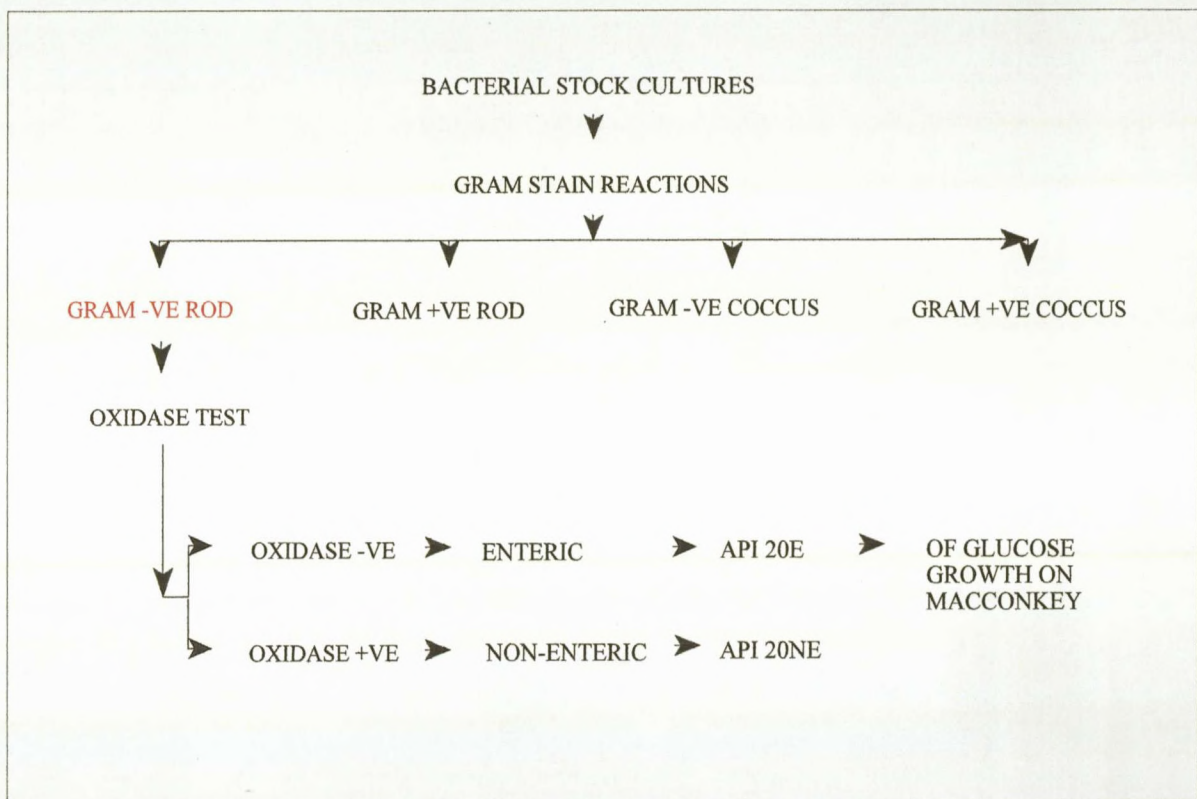 BACTERIAL STOCK CULTURES
GRAM STAIN REACTIONS
GRAM -VE ROD
GRAM +VE ROD
GRAM -VE COCCUS
GRAM +VE COCCUS
OXIDASE TEST
OXIDASE -VE
ENTERIC
API 20E
OF GLUCOSE
GROWTH ON
MACCONKEY
OXIDASE +VE
NON-ENTERIC
API 20NE